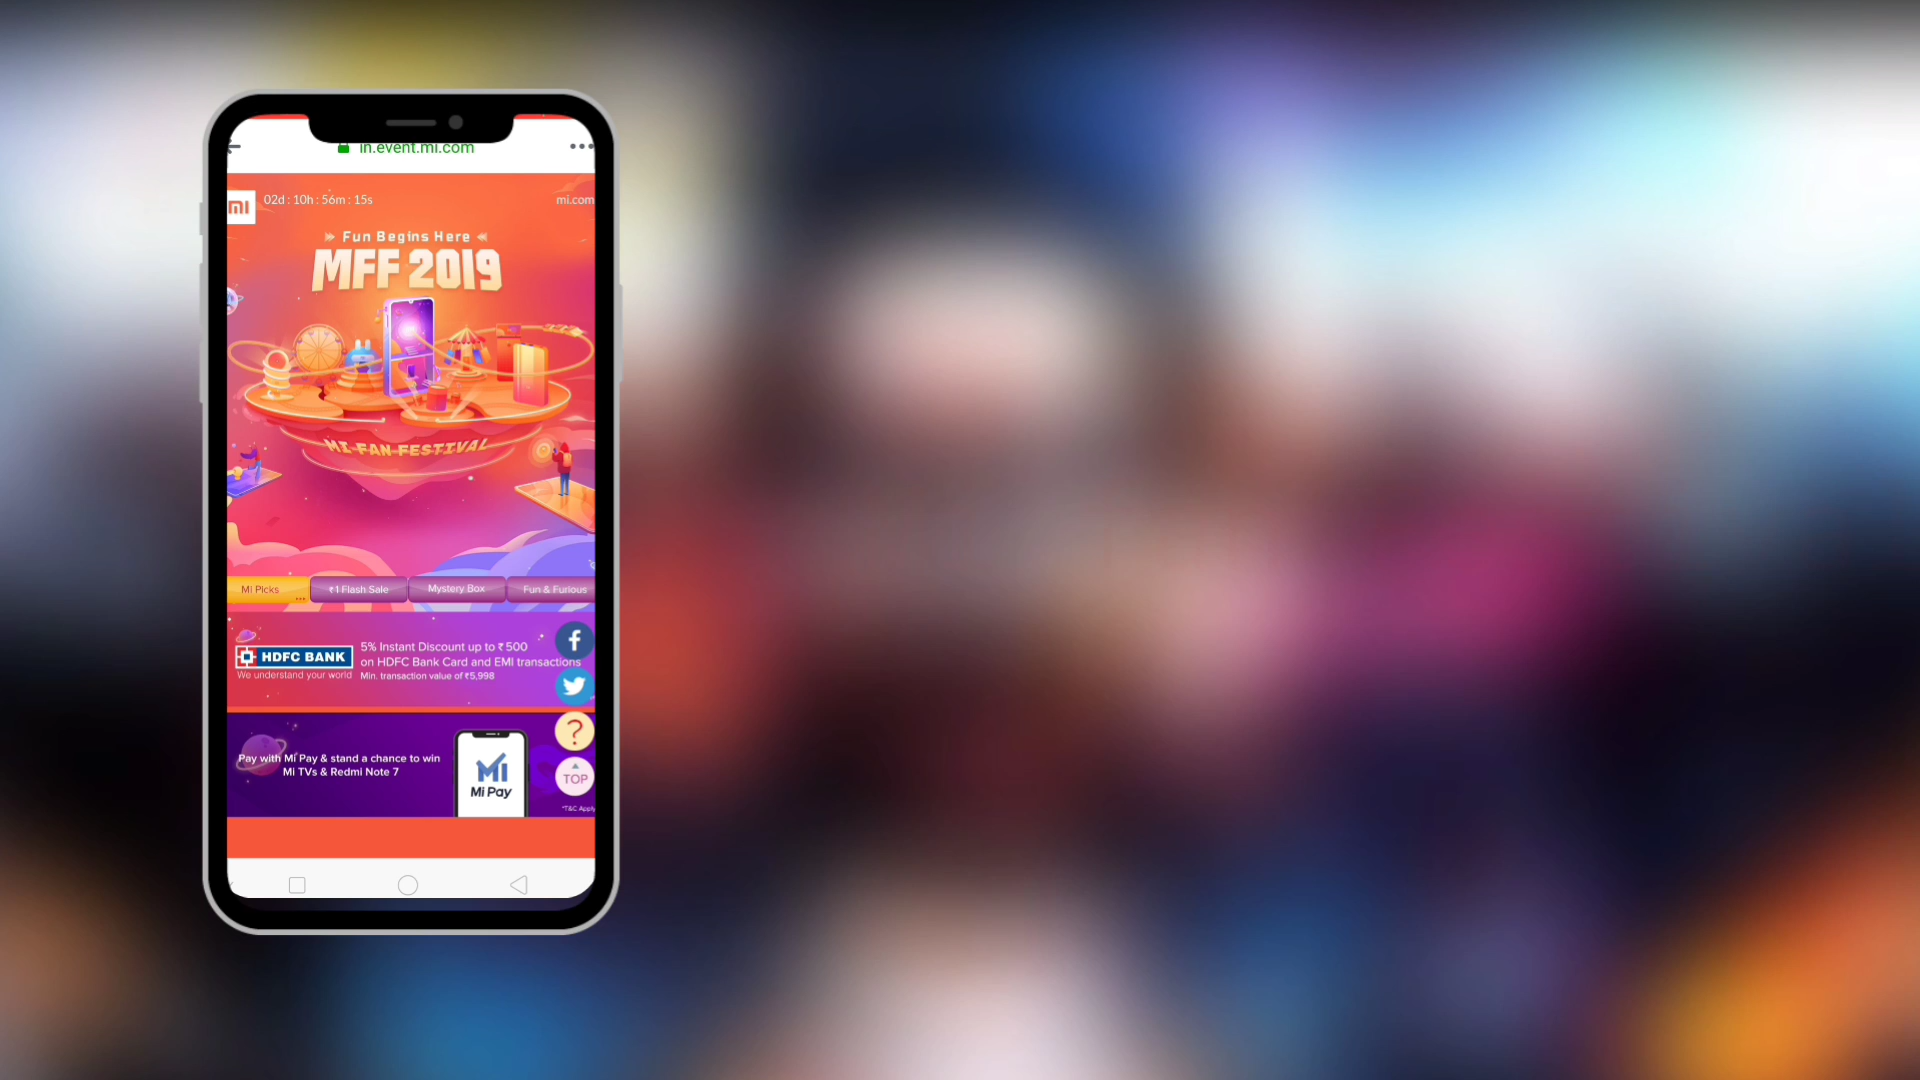 in.event.mi.com
mi
02d : 10h : 56m : 15s
mi.com
Fun Begins Here
MFF 2019
MI FAN FESTIVAL
Mi Picks
₹1 Flash Sale
Mystery Box
Fun & Furious
HDFC BANK
We understand your world
5% Instant Discount up to ₹ 500
on HDFC Bank Card and EMI transactions
Min. transaction value of ₹5,998
f
?
Pay with Mi Pay & stand a chance to win
Mi TVs & Redmi Note 7
MI
Mi Pay
TOP
*T&C Apply